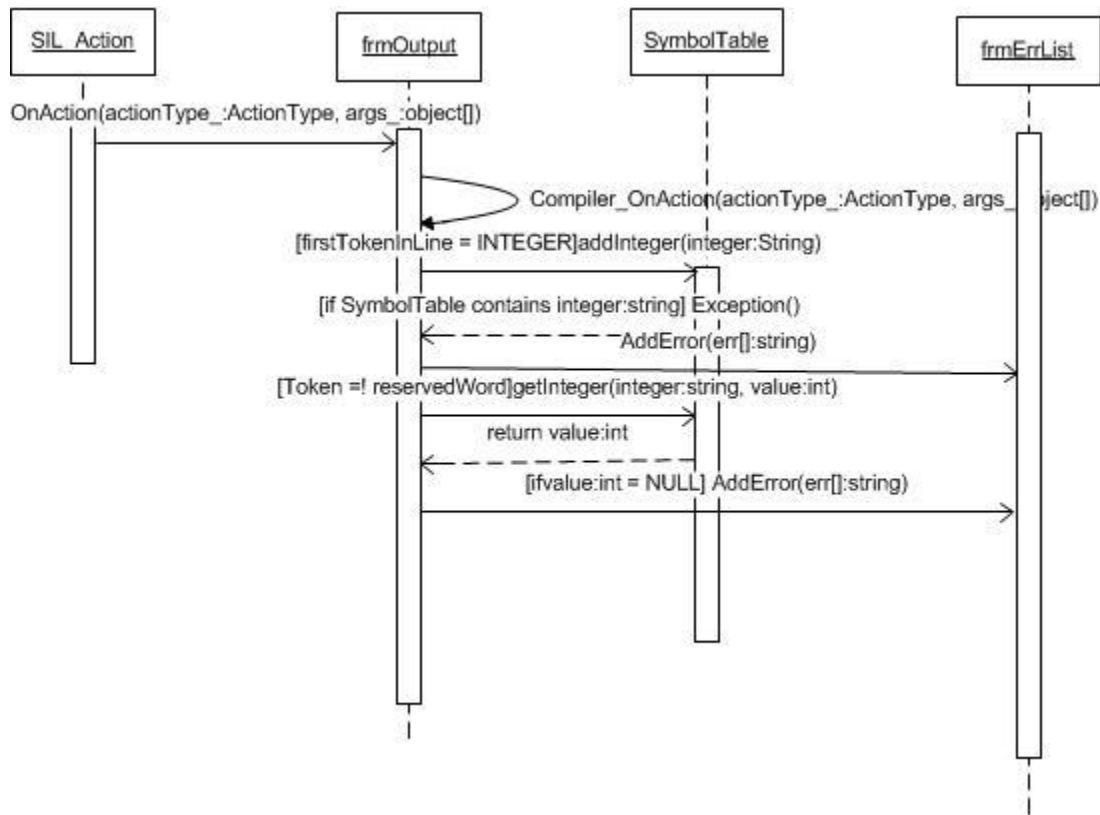 SIL_Action
frmOutput
SymbolTable
frmErrList
OnAction(actionType_:ActionType, args_:object[])
Compiler_OnAction(actionType_:ActionType, args_:object[])
[firstTokenInLine = INTEGER]addInteger(integer:String)
[if SymbolTable contains integer:string] Exception()
AddError(err[]:string)
[Token =! reservedWord]getInteger(integer:string, value:int)
return value:int
[ifvalue:int = NULL] AddError(err[]:string)